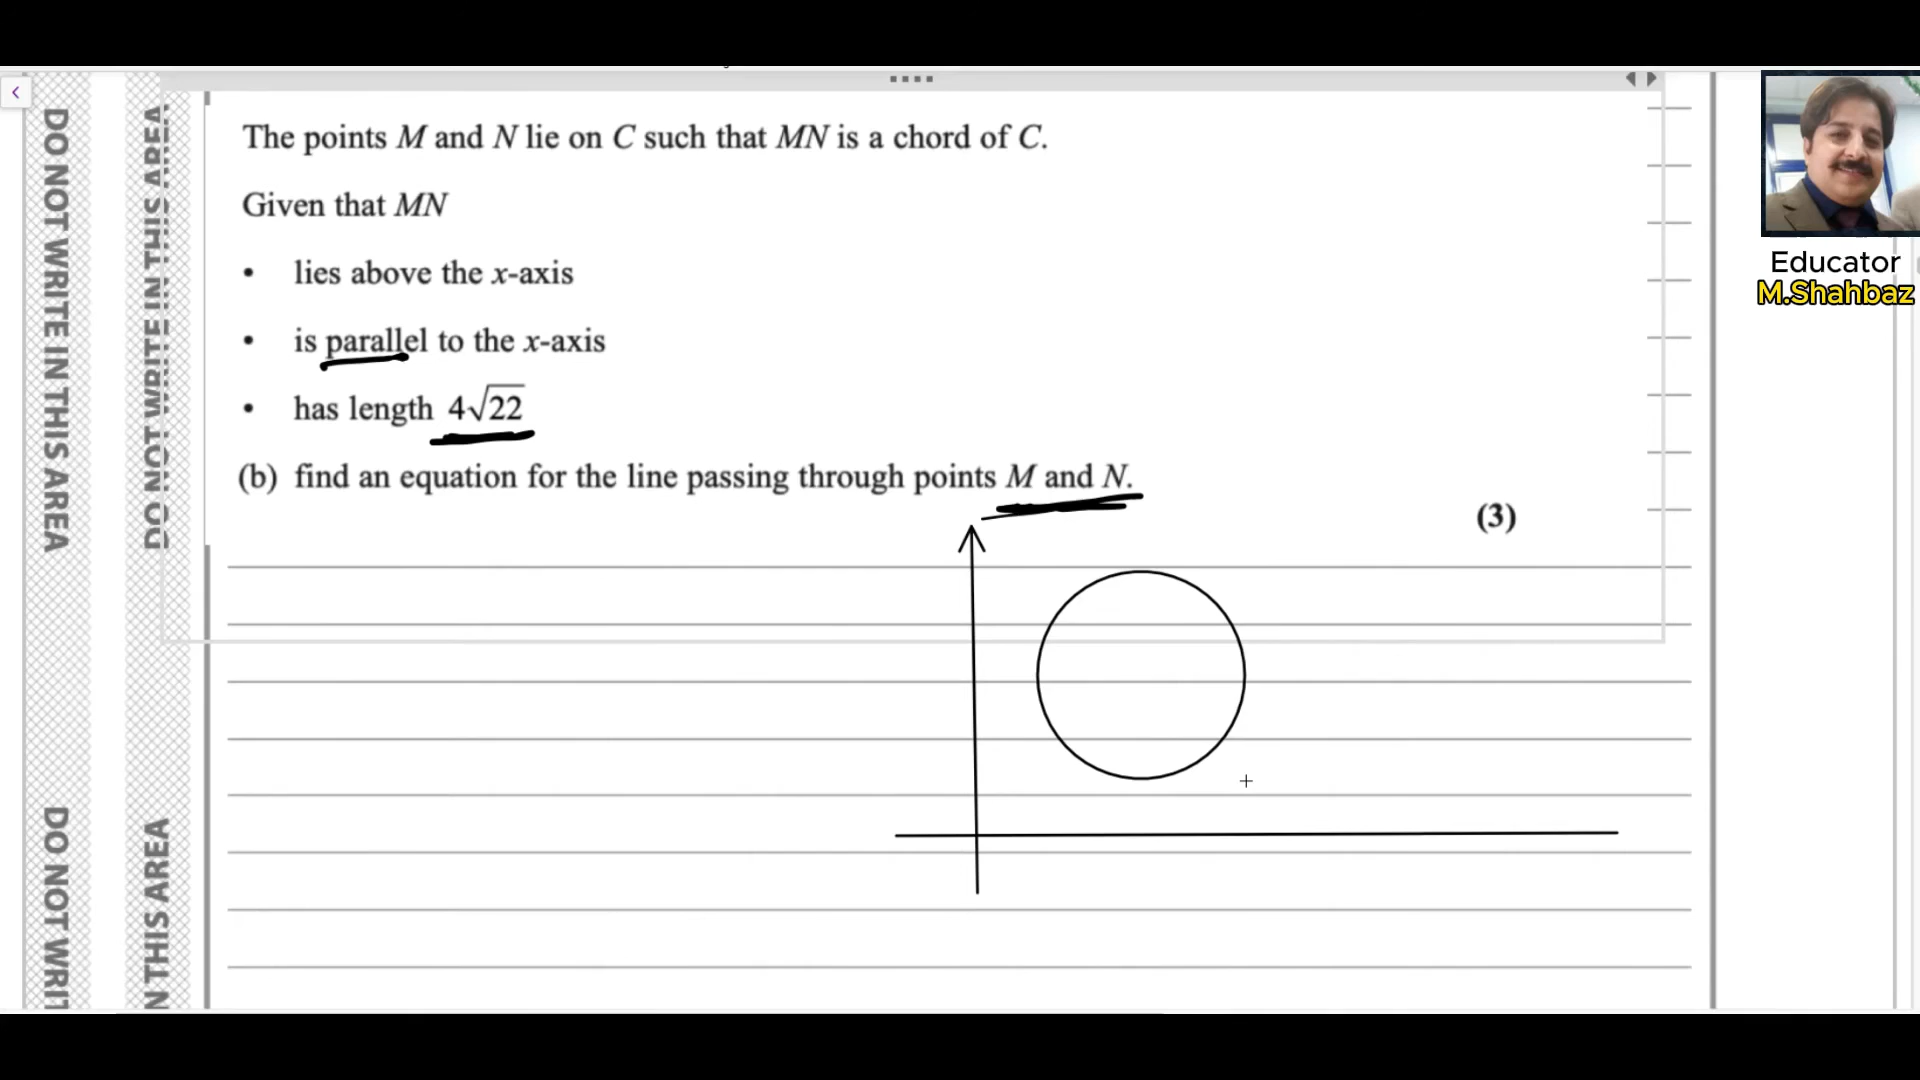 The points M and N lie on C such that MN is a chord of C.
Given that MN
• lies above the x-axis
• is parallel to the x-axis
• has length 4√22
(b) find an equation for the line passing through points M and N.
(3)
DO NOT WRITE IN THIS AREA
DO NOT WRITE IN THIS AREA
DO NOT WRIT
N THIS AREA
Educator
M.Shahbaz